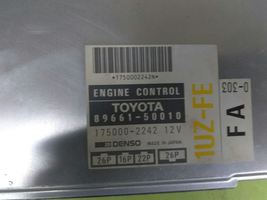 *1750002242N*
ENGINE CONTROL
TOYOTA
89661-50010
175000-2242 12V
DENSO MADE IN JAPAN
26P 16P 22P 26P
1UZ-FE
FA
0-303